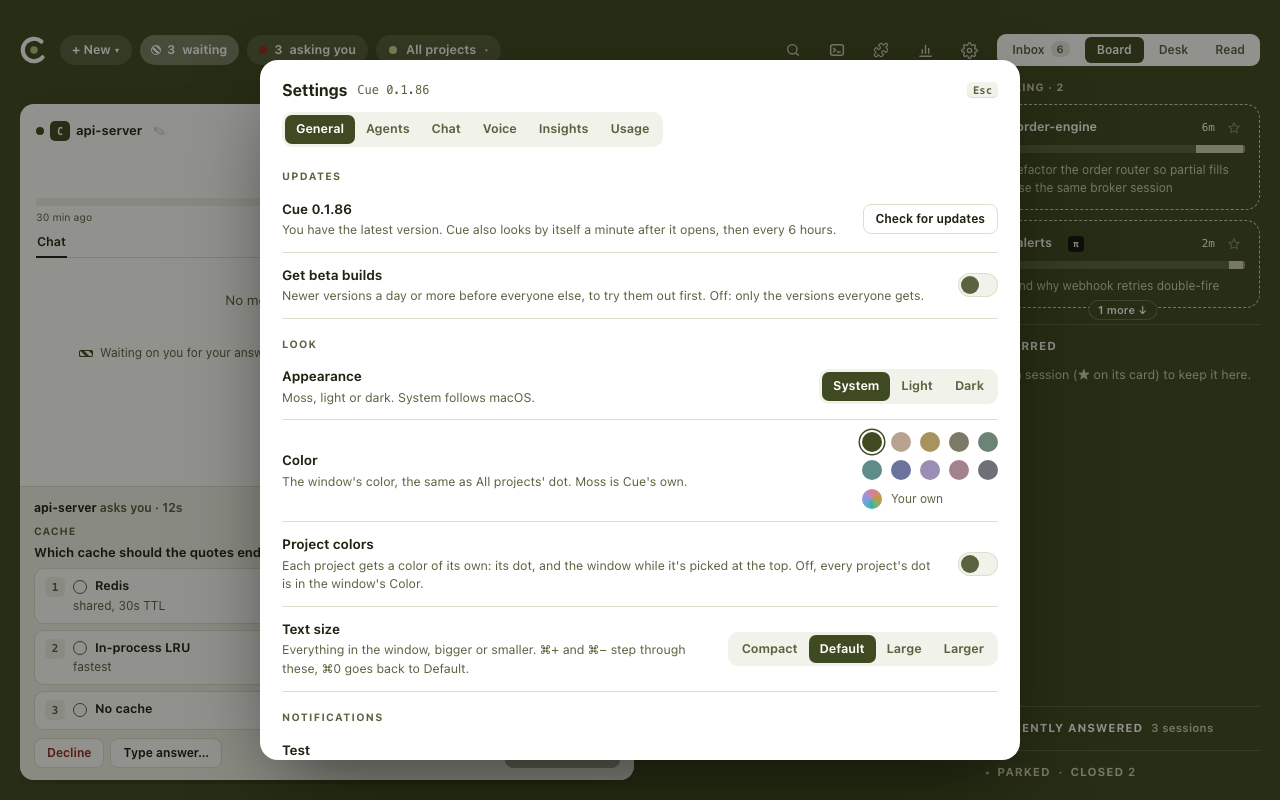 + New ▾
3 waiting
3 asking you
All projects
Inbox 6
Board
Desk
Read
C api-server
30 min ago
Chat
No
Waiting on you for your
api-server asks you · 12s
CACHE
Which cache should the quotes
1 Redis
shared, 30s TTL
2 In-process LRU
fastest
3 No cache
Decline
Type answer...
Settings Cue 0.1.86
Esc
General
Agents
Chat
Voice
Insights
Usage
UPDATES
Cue 0.1.86
You have the latest version. Cue also looks by itself a minute after it opens, then every 6 hours.
Check for updates
Get beta builds
Newer versions a day or more before everyone else, to try them out first. Off: only the versions everyone gets.
LOOK
Appearance
Moss, light or dark. System follows macOS.
System
Light
Dark
Color
The window's color, the same as All projects' dot. Moss is Cue's own.
Your own
Project colors
Each project gets a color of its own: its dot, and the window while it's picked at the top. Off, every project's dot
is in the window's Color.
Text size
Everything in the window, bigger or smaller. ⌘+ and ⌘− step through
these, ⌘0 goes back to Default.
Compact
Default
Large
Larger
NOTIFICATIONS
Test
ING · 2
order-engine
6m
efactor the order router so partial fills
se the same broker session
alerts π
2m
nd why webhook retries double-fire
1 more ↓
RRED
session (★ on its card) to keep it here.
ENTLY ANSWERED 3 sessions
PARKED · CLOSED 2